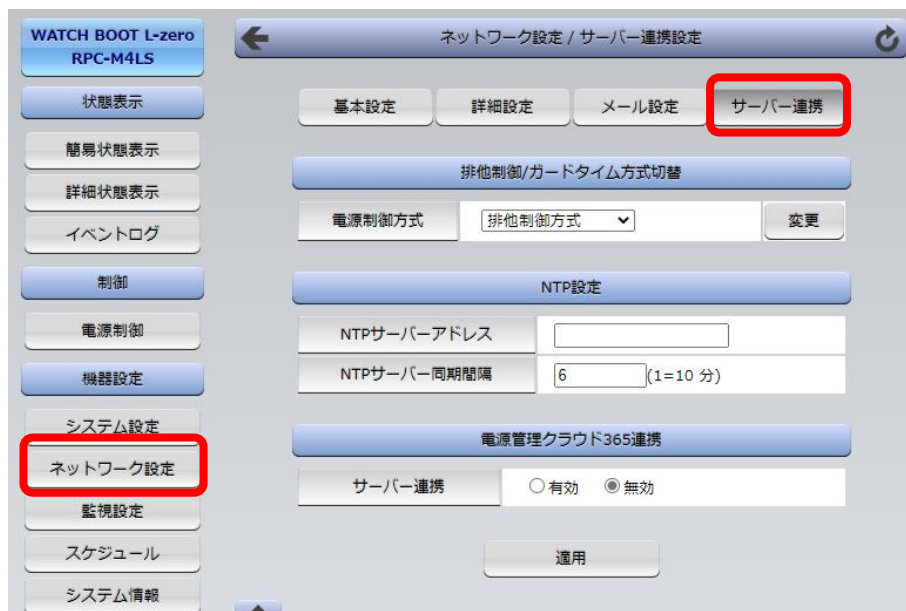 WATCH BOOT L-zero
RPC-M4LS
状態表示
簡易状態表示
詳細状態表示
イベントログ
制御
電源制御
機器設定
システム設定
ネットワーク設定
監視設定
スケジュール
システム情報
ネットワーク設定 / サーバー連携設定
基本設定 詳細設定 メール設定 サーバー連携
排他制御/ガードタイム方式切替
電源制御方式 排他制御方式 変更
NTP設定
NTPサーバーアドレス
NTPサーバー同期間隔 6 (1=10 分)
電源管理クラウド365連携
サーバー連携 有効 無効
適用